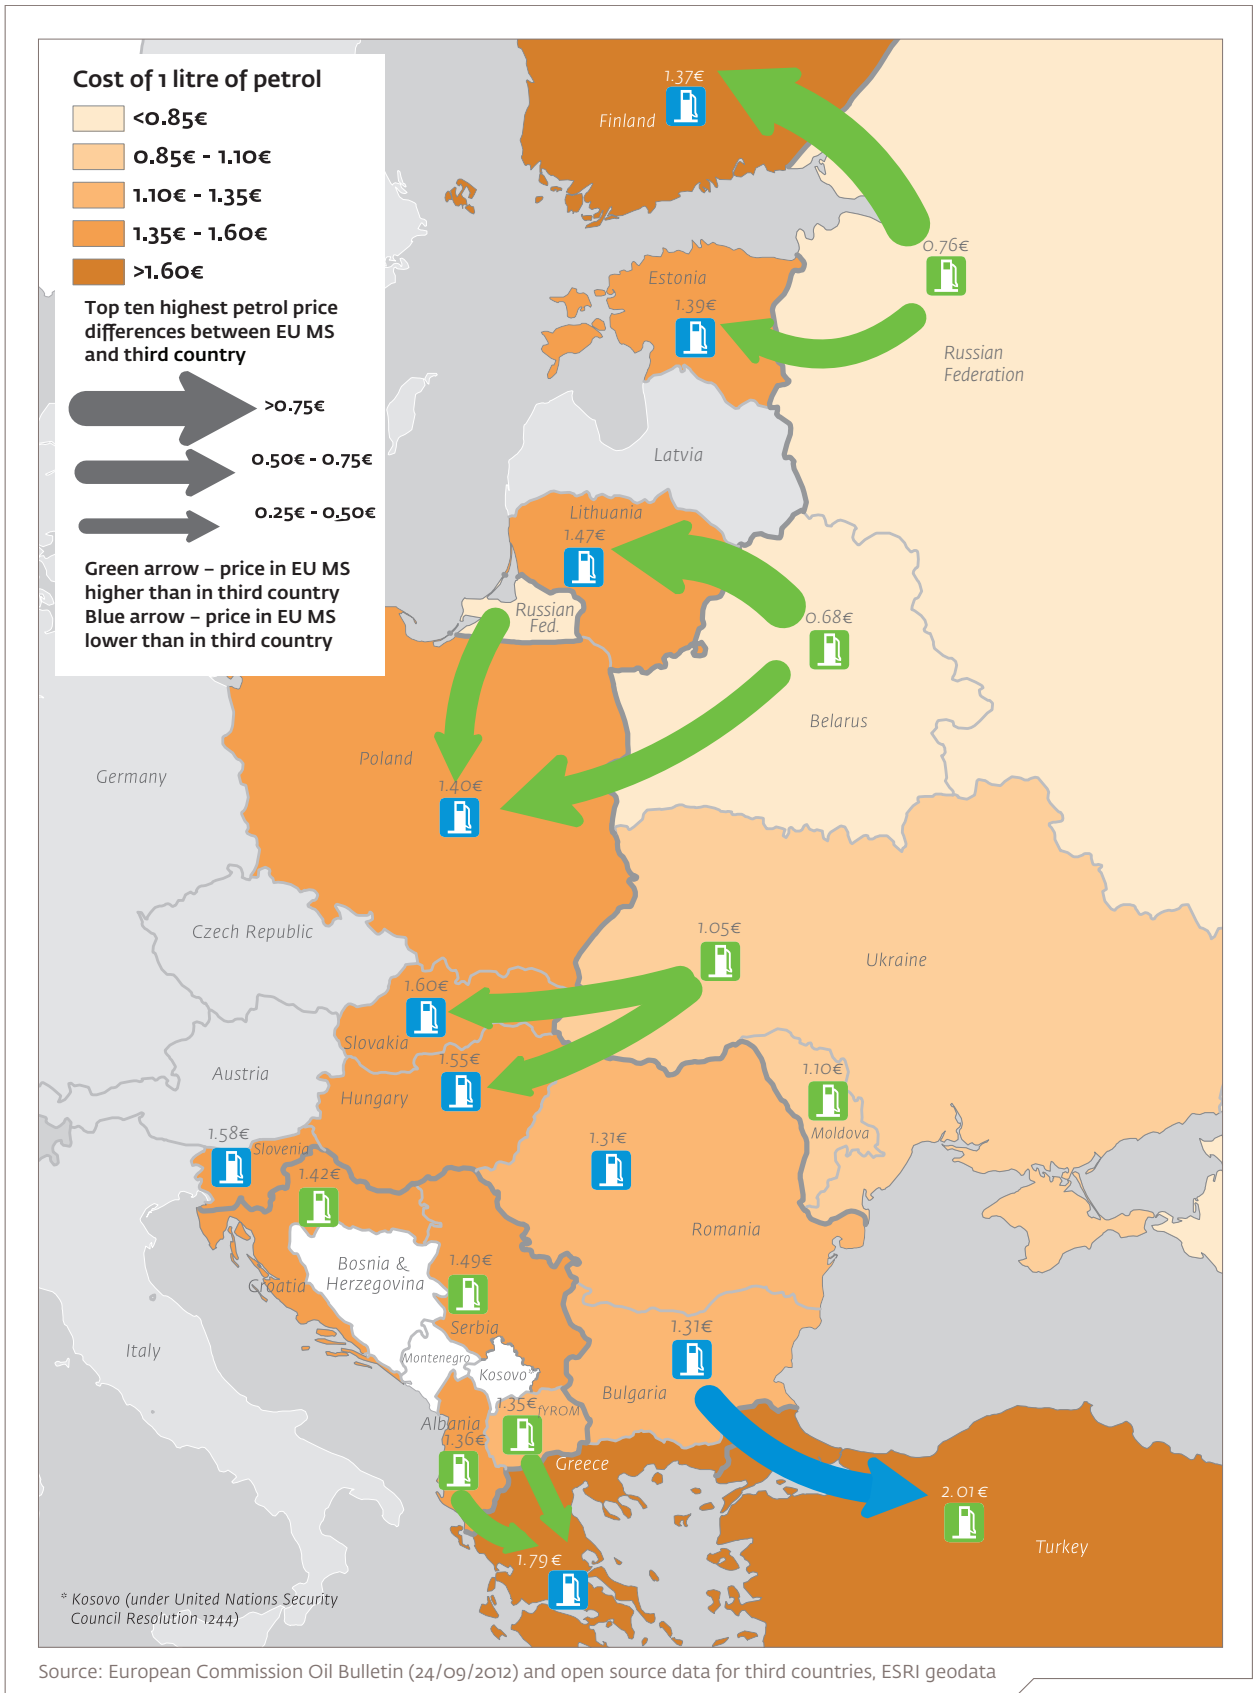 Cost of 1 litre of petrol
<0.85€
0.85€ - 1.10€
1.10€ - 1.35€
1.35€ - 1.60€
>1.60€
Top ten highest petrol price
differences between EU MS
and third country
>0.75€
0.50€ - 0.75€
0.25€ - 0.50€
Green arrow – price in EU MS
higher than in third country
Blue arrow – price in EU MS
lower than in third country
1.37€
Finland
0.76€
Russian
Federation
Estonia
1.39€
Latvia
Lithuania
1.47€
Russian
Fed.
0.68€
Belarus
Poland
1.40€
Germany
Czech Republic
1.05€
Ukraine
1.60€
Slovakia
Austria
1.55€
Hungary
1.10€
Moldova
1.58€
Slovenia
1.31€
1.42€
Romania
Bosnia &
Herzegovina
Croatia
1.49€
Serbia
Italy
Montenegro
Kosovo*
1.31€
Bulgaria
1.35€
fYROM
Albania
1.36€
Greece
1.79€
2.01€
Turkey
* Kosovo (under United Nations Security
Council Resolution 1244)
Source: European Commission Oil Bulletin (24/09/2012) and open source data for third countries, ESRI geodata